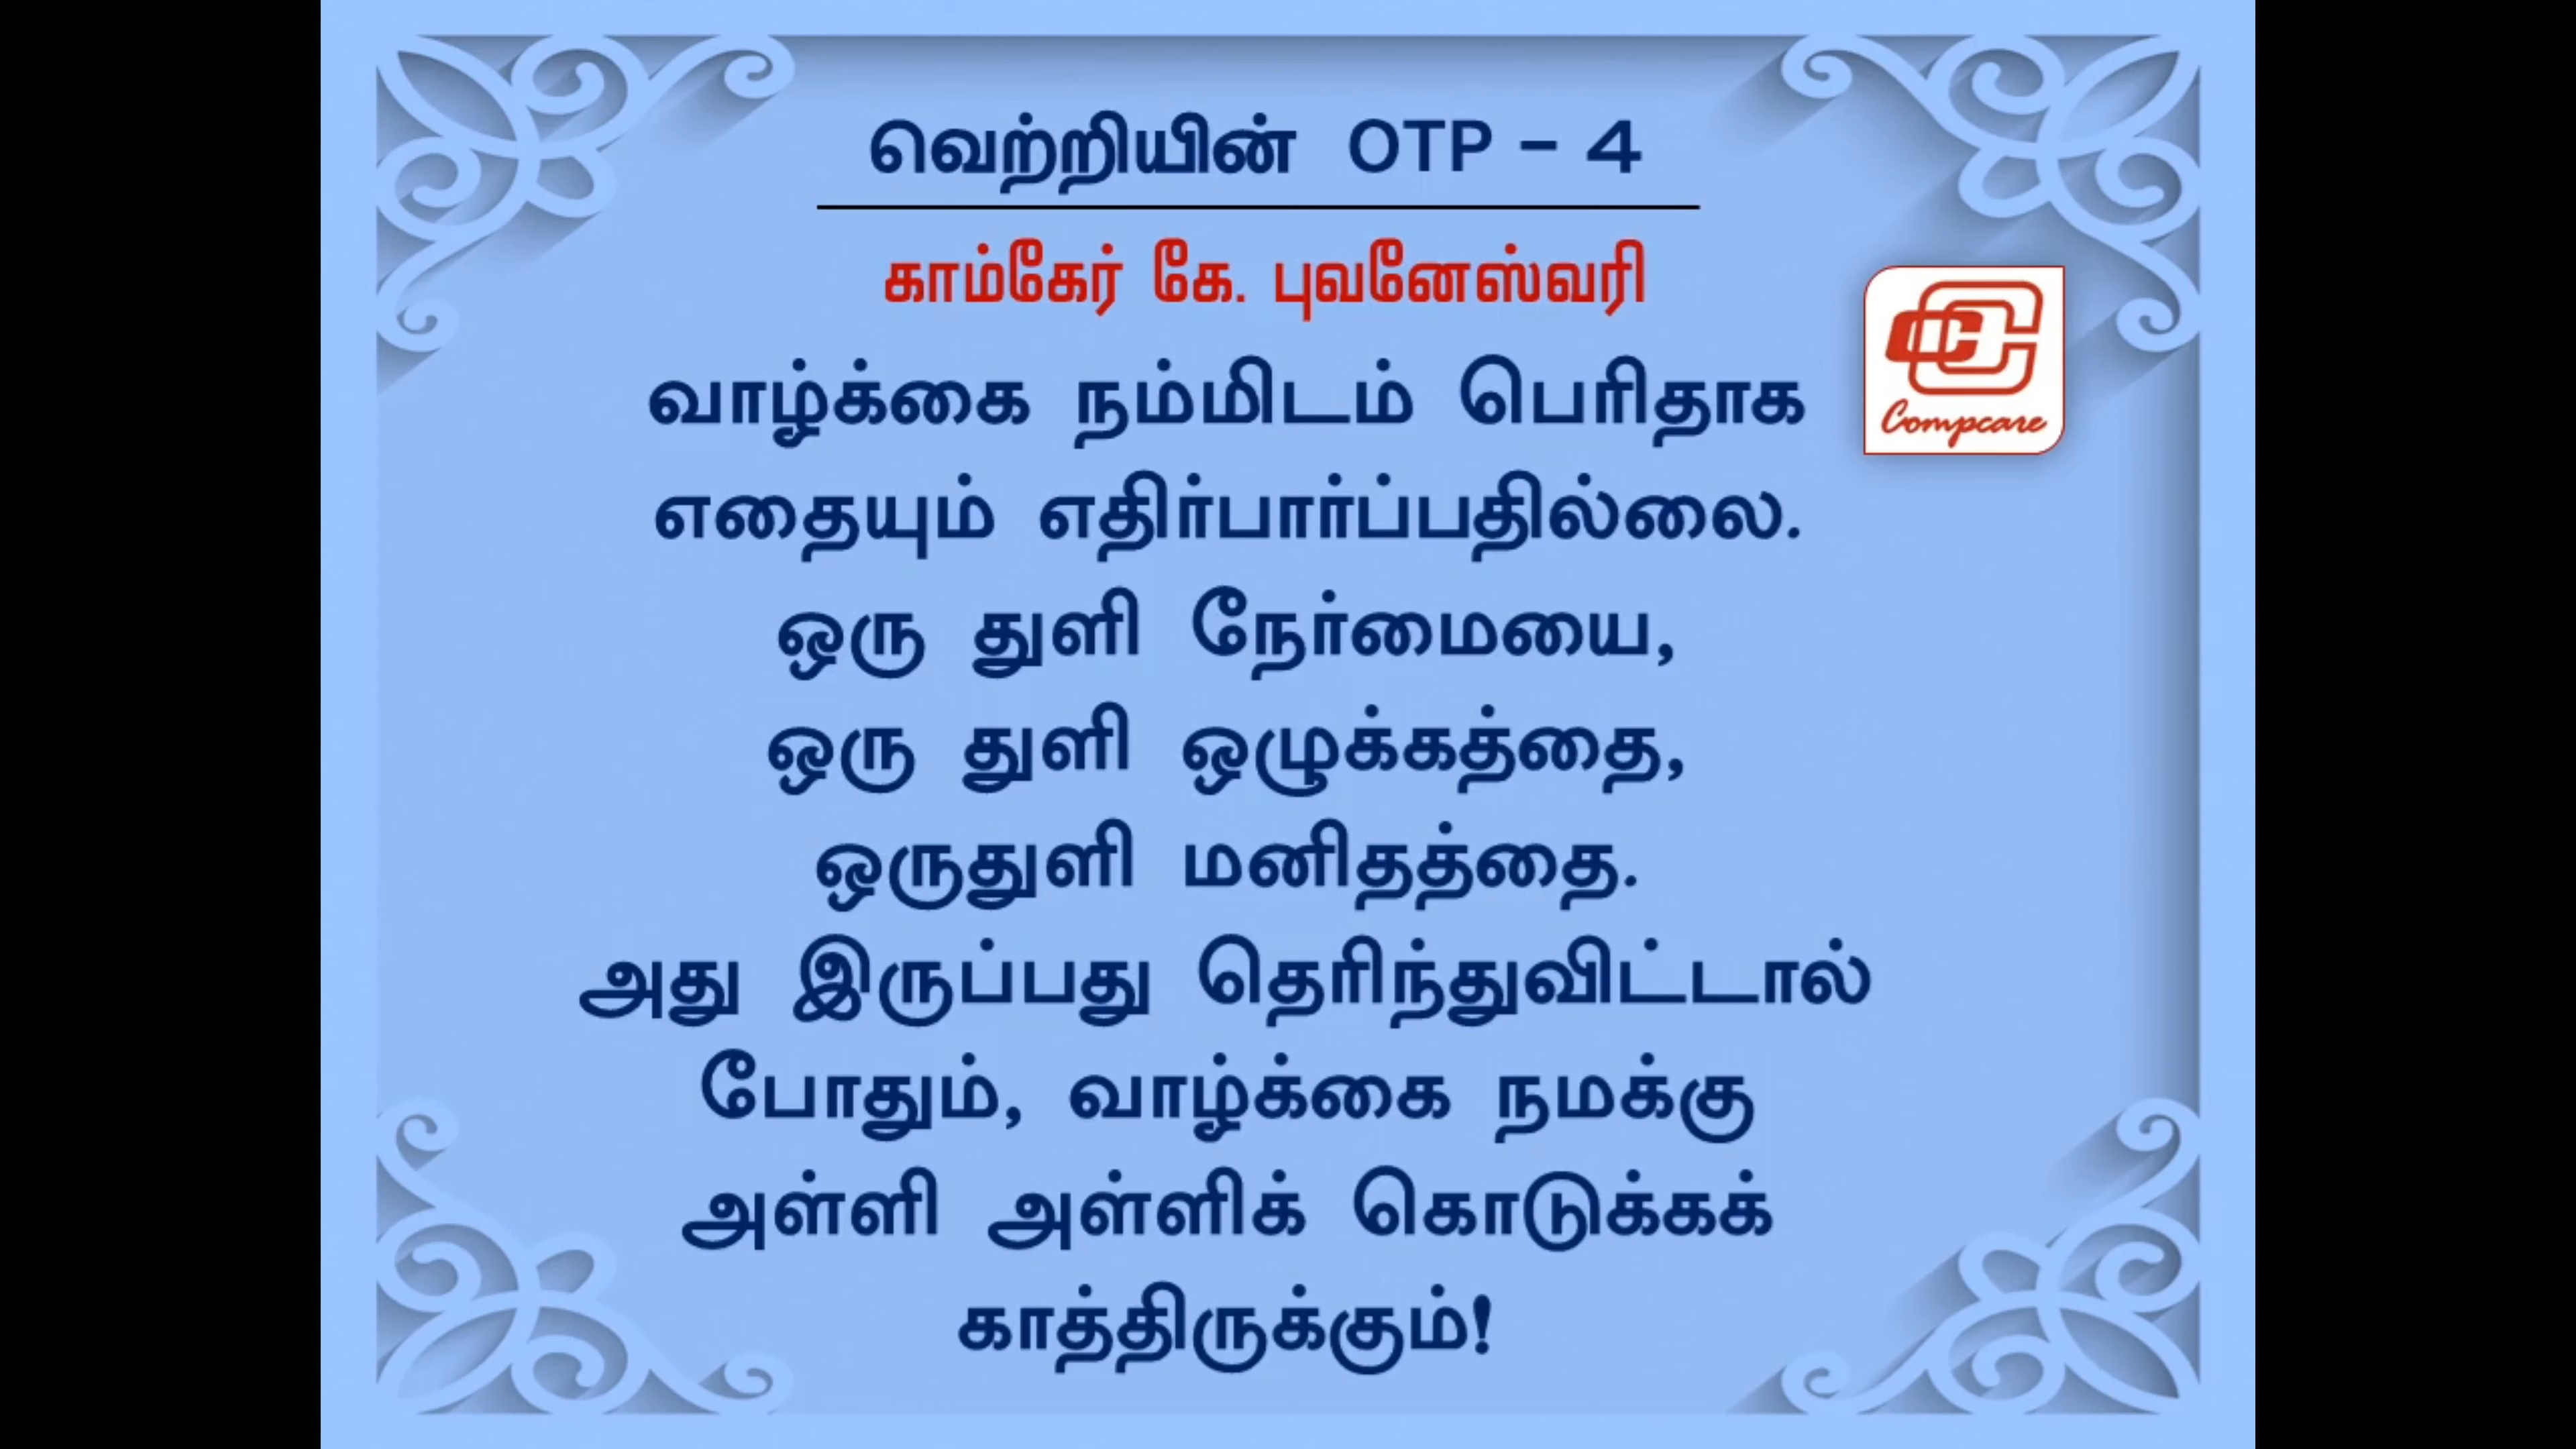 வெற்றியின் OTP - 4
காம்கேர் கே. புவனேஸ்வரி
வாழ்க்கை நம்மிடம் பெரிதாக
எதையும் எதிர்பார்ப்பதில்லை.
ஒரு துளி நேர்மையை,
ஒரு துளி ஒழுக்கத்தை,
ஒருதுளி மனிதத்தை.
அது இருப்பது தெரிந்துவிட்டால்
போதும், வாழ்க்கை நமக்கு
அள்ளி அள்ளிக் கொடுக்கக்
காத்திருக்கும்!
Compcare